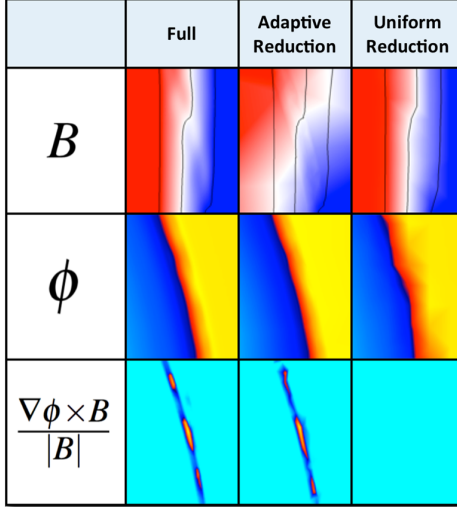 Full
Adaptive
Reduction
Uniform
Reduction
B
ϕ
∇ϕ×B
|B|